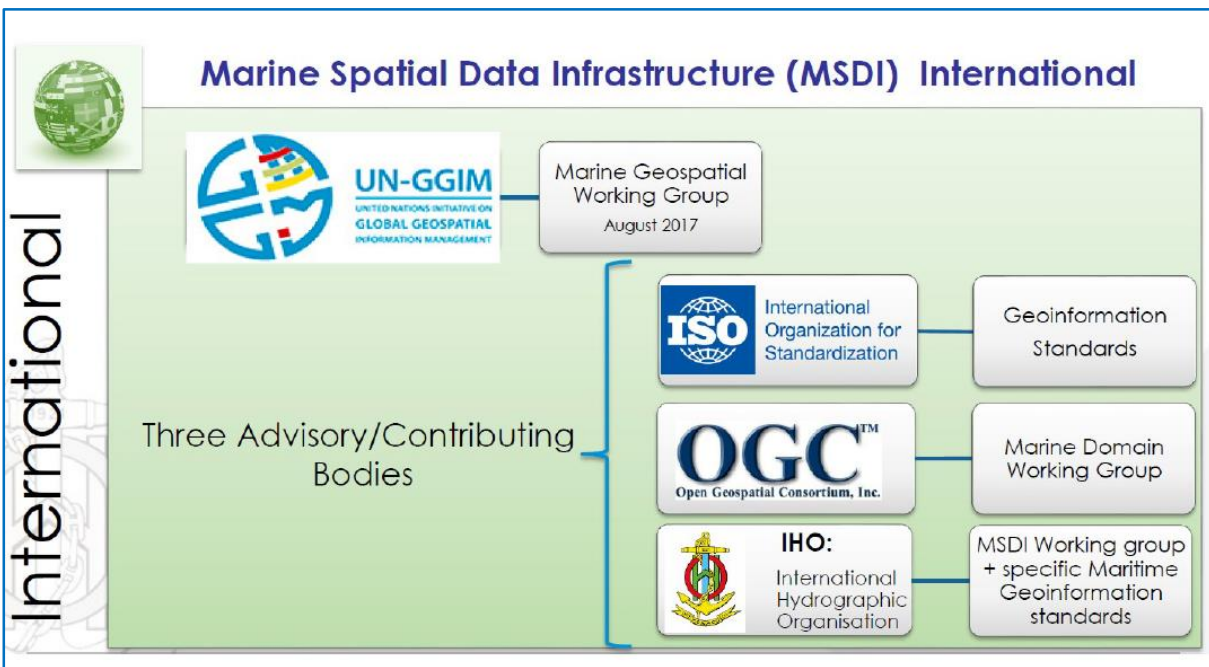 Marine Spatial Data Infrastructure (MSDI) International
International
UN-GGIM
UNITED NATIONS INITIATIVE ON
GLOBAL GEOSPATIAL
INFORMATION MANAGEMENT
Marine Geospatial
Working Group
August 2017
Three Advisory/Contributing
Bodies
ISO
International
Organization for
Standardization
Geoinformation
Standards
OGC™
Open Geospatial Consortium, Inc.
Marine Domain
Working Group
IHO:
International
Hydrographic
Organisation
MSDI Working group
+ specific Maritime
Geoinformation
standards